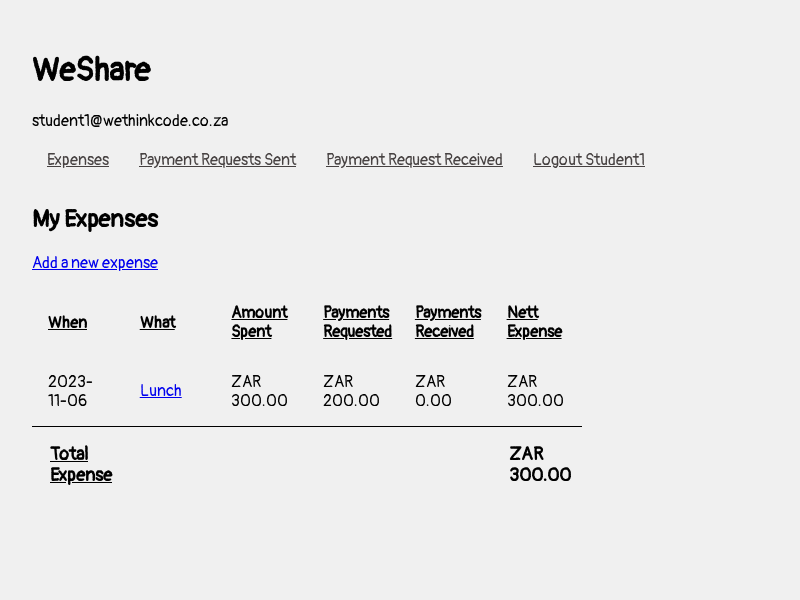 WeShare
student1@wethinkcode.co.za
Expenses Payment Requests Sent Payment Request Received Logout Student1
My Expenses
Add a new expense
When What Amount Spent Payments Requested Payments Received Nett Expense
2023-11-06 Lunch ZAR 300.00 ZAR 200.00 ZAR 0.00 ZAR 300.00
Total Expense ZAR 300.00